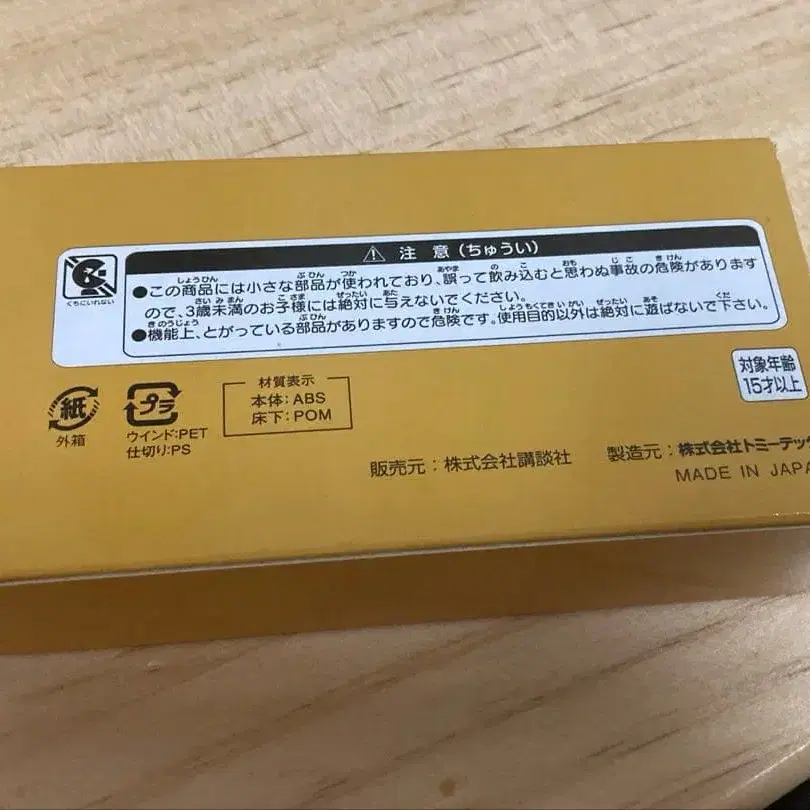 ⚠ 注意(ちゅうい)
くちにいれない
●この商品には小さな部品が使われており、誤って飲み込むと思わぬ事故の危険があります
ので、3歳未満のお子様には絶対に与えないでください。
●機能上、とがっている部品がありますので危険です。使用目的以外は絶対に遊ばないで下さい。
対象年齢
15才以上
紙
外箱
プラ
ウインド:PET
仕切り:PS
材質表示
本体:ABS
床下:POM
販売元:株式会社講談社
製造元:株式会社トミーテッ
MADE IN JAPA